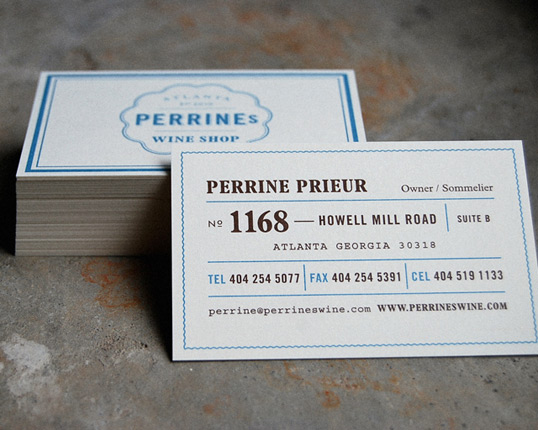 ATLANTA
PERRINES
WINE SHOP
PERRINE PRIEUR Owner / Sommelier
Nº 1168 — HOWELL MILL ROAD SUITE B
ATLANTA GEORGIA 30318
TEL 404 254 5077 FAX 404 254 5391 CEL 404 519 1133
perrine@perrineswine.com WWW.PERRINESWINE.COM